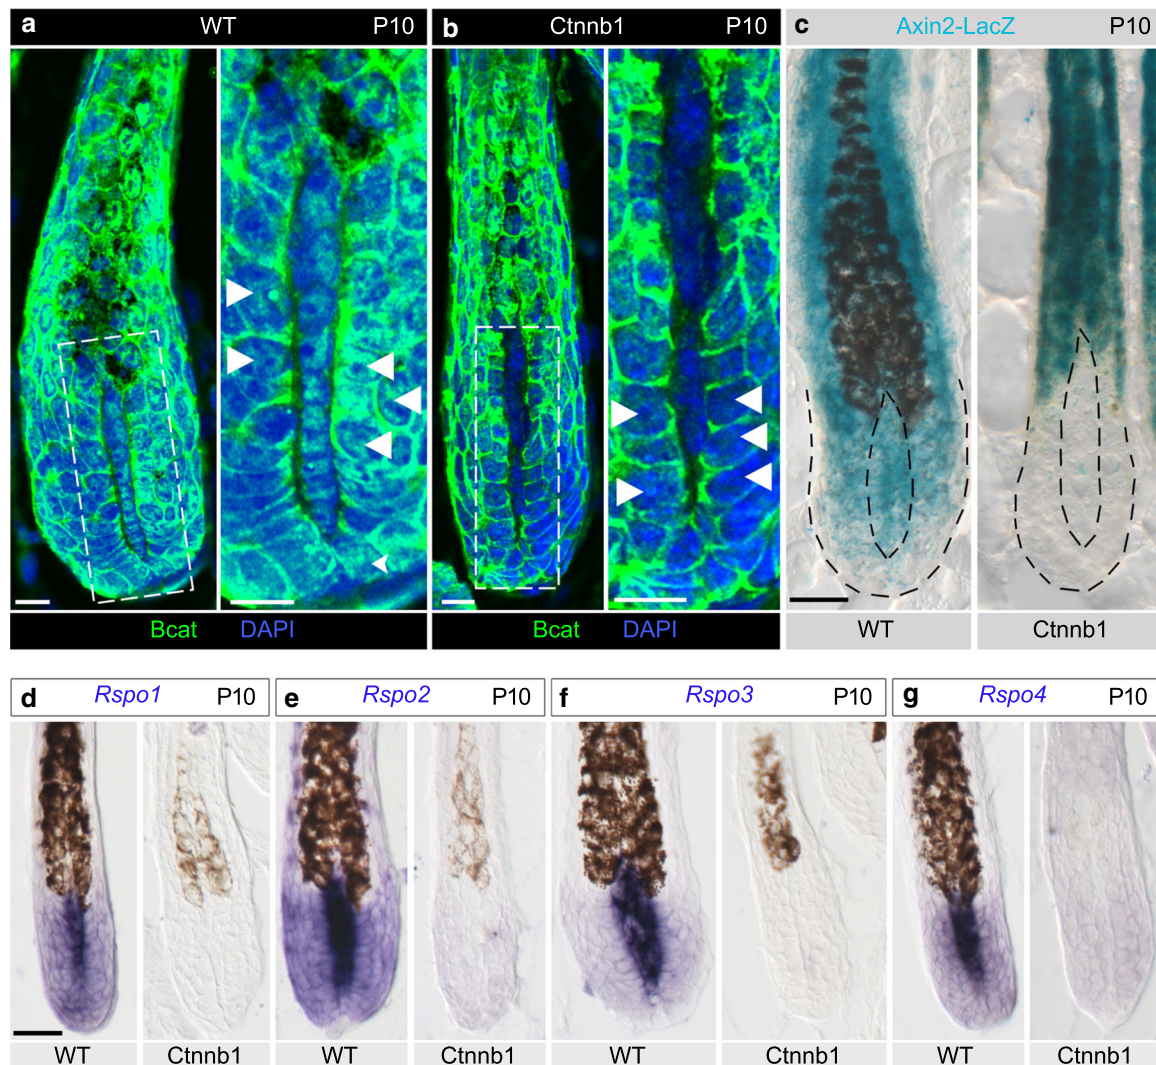 a WT P10
b Ctnnb1 P10
c Axin2-LacZ P10
Bcat DAPI
Bcat DAPI
WT Ctnnb1
d Rspo1 P10
e Rspo2 P10
f Rspo3 P10
g Rspo4 P10
WT Ctnnb1
WT Ctnnb1
WT Ctnnb1
WT Ctnnb1